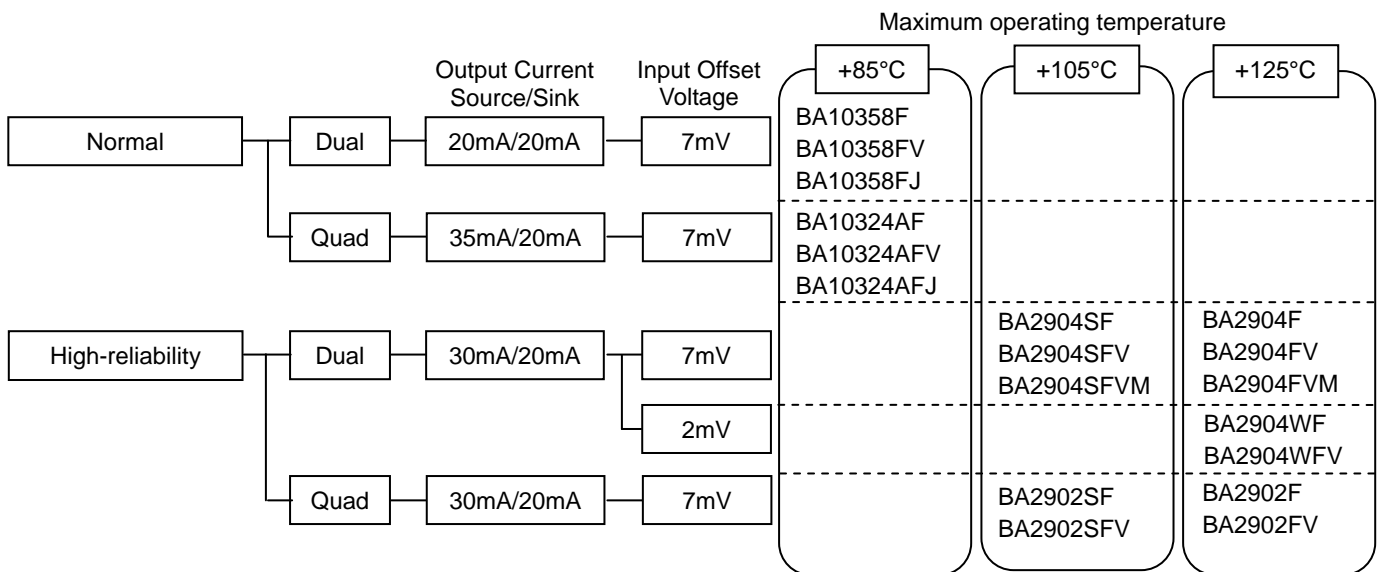 Maximum operating temperature
Output Current
Source/Sink
Input Offset
Voltage
+85°C
+105°C
+125°C
Normal
Dual
20mA/20mA
7mV
BA10358F
BA10358FV
BA10358FJ
Quad
35mA/20mA
7mV
BA10324AF
BA10324AFV
BA10324AFJ
High-reliability
Dual
30mA/20mA
7mV
BA2904SF
BA2904SFV
BA2904SFVM
BA2904F
BA2904FV
BA2904FVM
2mV
BA2904WF
BA2904WFV
Quad
30mA/20mA
7mV
BA2902SF
BA2902SFV
BA2902F
BA2902FV